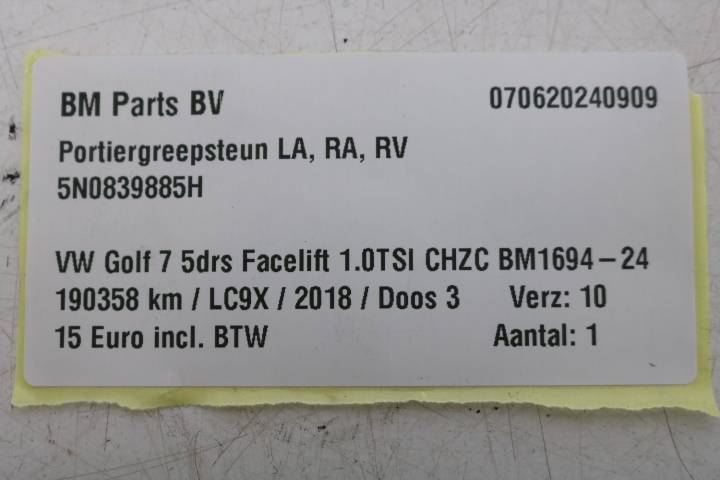 BM Parts BV 070620240909
Portiergreepsteun LA, RA, RV
5N0839885H
VW Golf 7 5drs Facelift 1.0TSI CHZC BM1694-24
190358 km / LC9X / 2018 / Doos 3 Verz: 10
15 Euro incl. BTW Aantal: 1